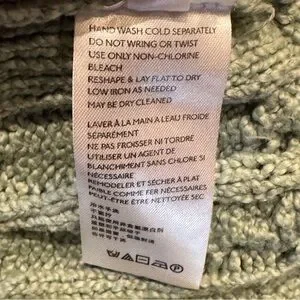 HAND WASH COLD SEPARATELY
DO NOT WRING OR TWIST
USE ONLY NON-CHLORINE
BLEACH
RESHAPE & LAY FLAT TO DRY
LOW IRON AS NEEDED
MAY BE DRY CLEANED
LAVER À LA MAIN A L'EAU FROIDE
SÉPARÉMENT
NE PAS FROISSER NI TORDRE
UTILISER UN AGENT DE
BLANCHIMENT SANS CHLORE SI
NÉCESSAIRE
REMODELER ET SÉCHER À PLAT
FAIBLE COMME FER NÉCESSAIRES
PEUT-ÊTRE ÊTRE NETTOYÉE SEC